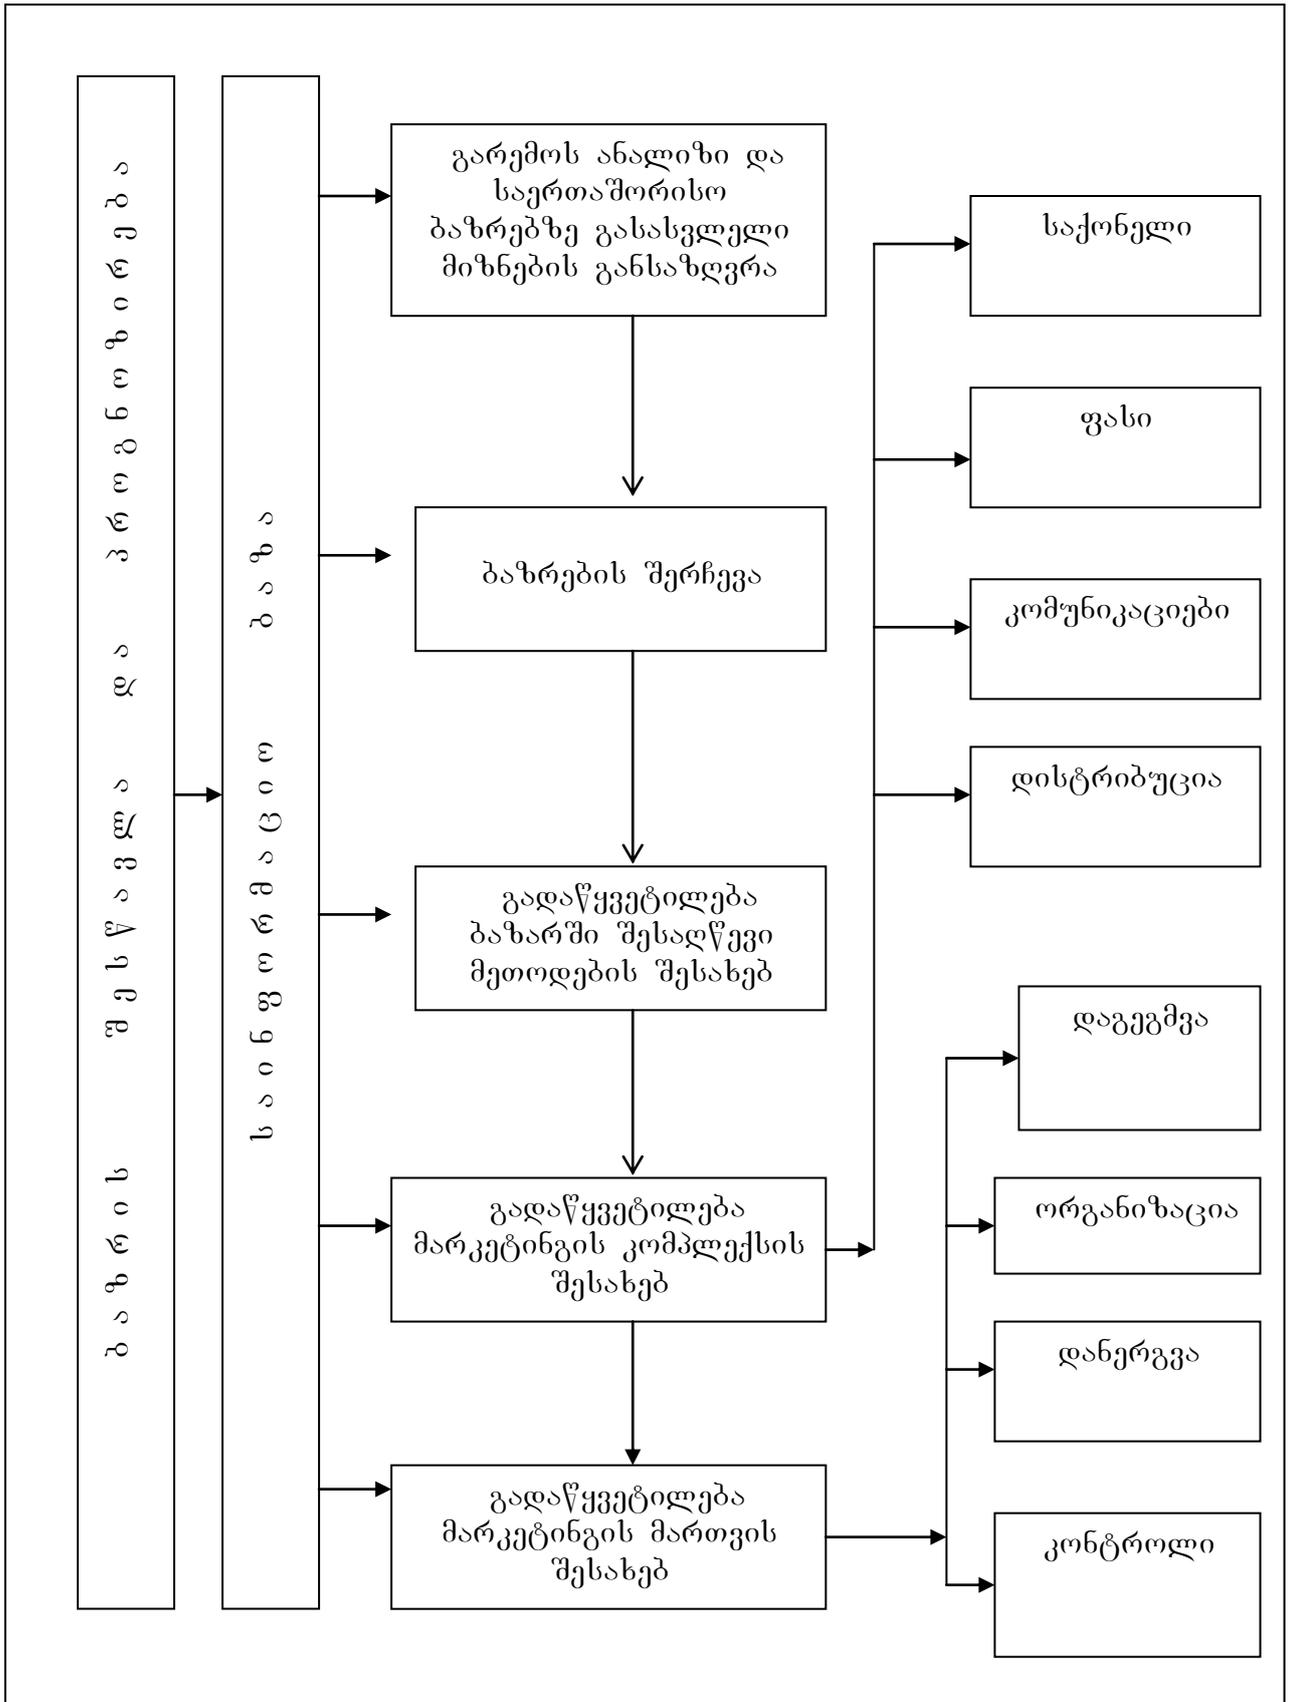 ბაზრის შესწავლა და პროგნოზირება
საინფორმაციო ბაზა
გარემოს ანალიზი და
საერთაშორისო
ბაზრებზე გასასვლელი
მიზნების განსაზღვრა
ბაზრების შერჩევა
გადაწყვეტილება
ბაზარში შესაღწევი
მეთოდების შესახებ
გადაწყვეტილება
მარკეტინგის კომპლექსის
შესახებ
გადაწყვეტილება
მარკეტინგის მართვის
შესახებ
საქონელი
ფასი
კომუნიკაციები
დისტრიბუცია
დაგეგმვა
ორგანიზაცია
დანერგვა
კონტროლი